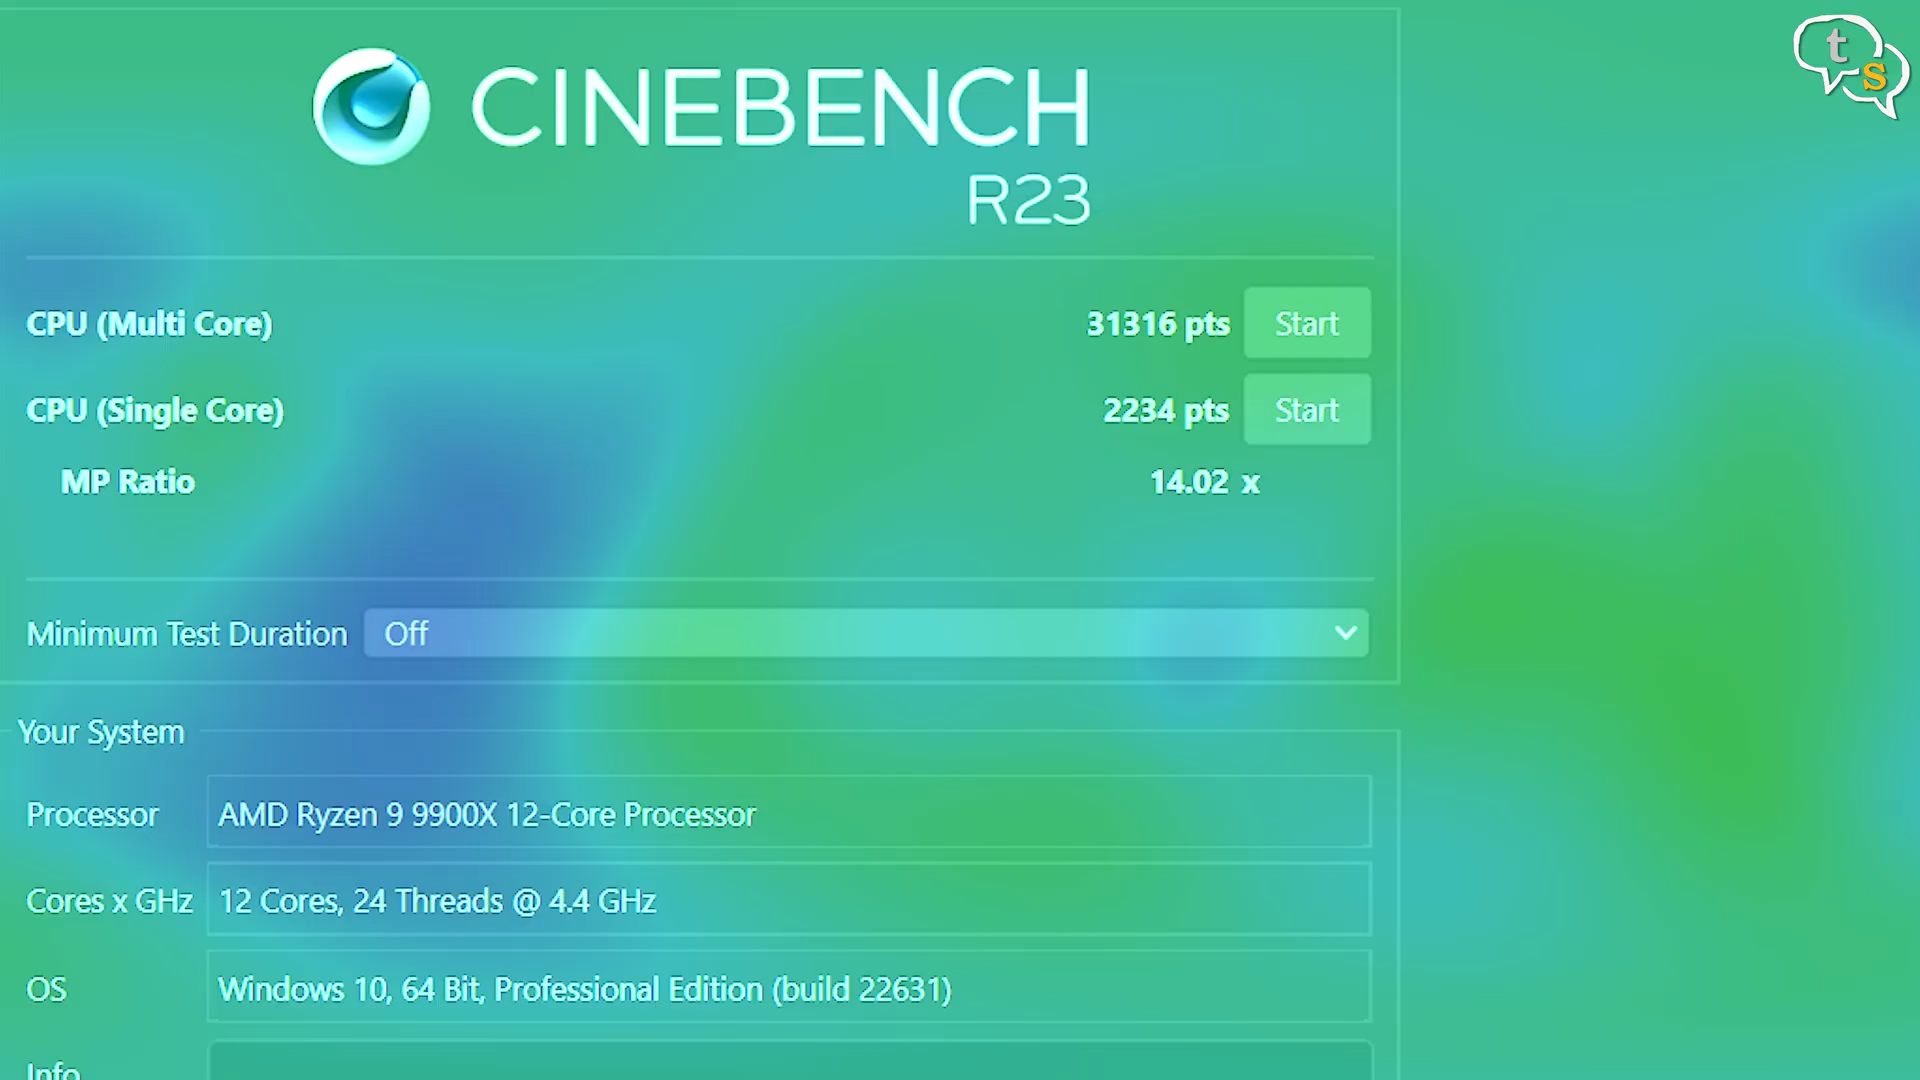 ts
CINEBENCH
R23
CPU (Multi Core) 31316 pts Start
CPU (Single Core) 2234 pts Start
MP Ratio 14.02 x
Minimum Test Duration Off
Your System
Processor AMD Ryzen 9 9900X 12-Core Processor
Cores x GHz 12 Cores, 24 Threads @ 4.4 GHz
OS Windows 10, 64 Bit, Professional Edition (build 22631)
Info